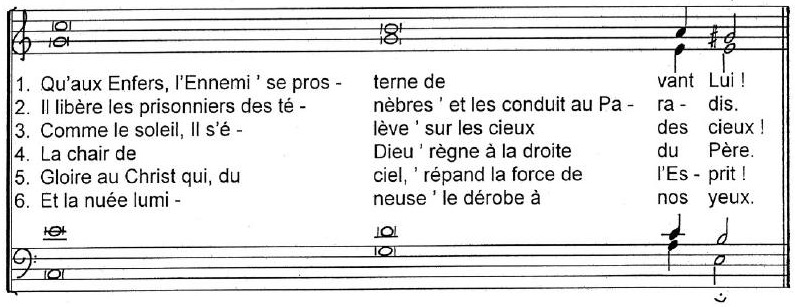 1. Qu'aux Enfers, l'Ennemi ' se pros - terne de vant Lui !
2. Il libère les prisonniers des té - nèbres ' et les conduit au Pa - ra - dis.
3. Comme le soleil, Il s'é - lève ' sur les cieux des cieux !
4. La chair de Dieu ' règne à la droite du Père.
5. Gloire au Christ qui, du ciel, ' répand la force de l'Es - prit !
6. Et la nuée lumi - neuse ' le dérobe à nos yeux.